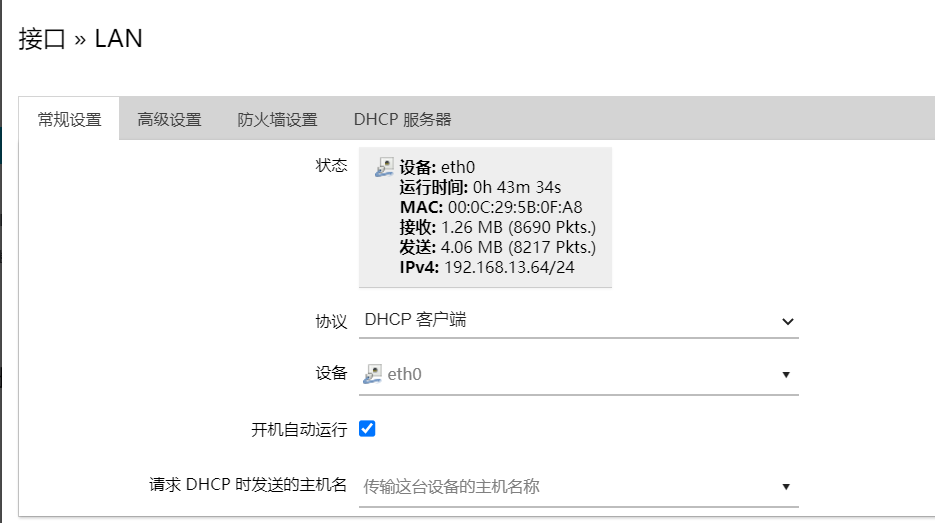 接口 » LAN
常规设置 高级设置 防火墙设置 DHCP 服务器
状态
设备: eth0
运行时间: 0h 43m 34s
MAC: 00:0C:29:5B:0F:A8
接收: 1.26 MB (8690 Pkts.)
发送: 4.06 MB (8217 Pkts.)
IPv4: 192.168.13.64/24
协议 DHCP 客户端
设备 eth0
开机自动运行
请求 DHCP 时发送的主机名 传输这台设备的主机名称